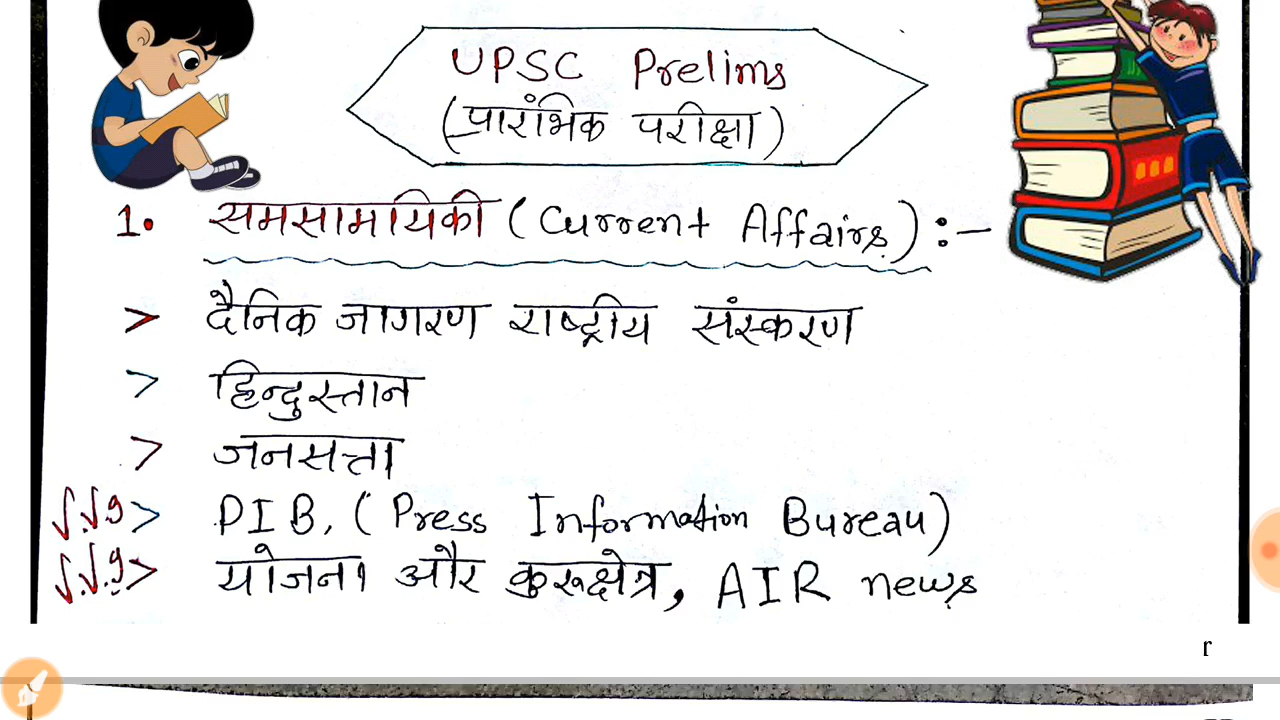 UPSC Prelims
(प्रारंभिक परीक्षा)
1. समसामयिकी (Current Affairs) :-
> दैनिक जागरण राष्ट्रीय संस्करण
> हिन्दुस्तान
> जनसत्ता
> PIB, (Press Information Bureau)
> योजना और कुरूक्षेत्र, AIR news
r